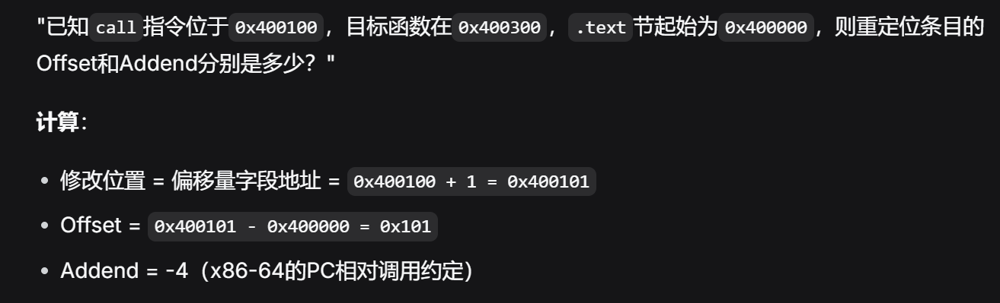 "已知 call 指令位于 0x400100 ，目标函数在 0x400300 ， .text 节起始为 0x400000 ，则重定位条目的
Offset和Addend分别是多少？"
计算：
• 修改位置 = 偏移量字段地址 = 0x400100 + 1 = 0x400101
• Offset = 0x400101 - 0x400000 = 0x101
• Addend = -4（x86-64的PC相对调用约定）